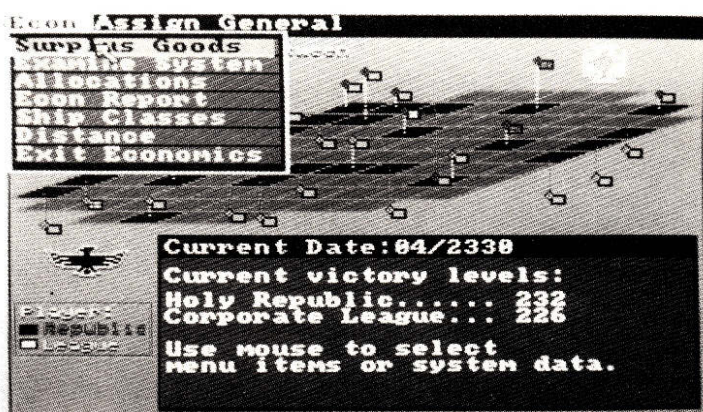 Econ Assign General
Surplus Goods
Examine System
Allocations
Econ Report
Ship Classes
Distance
Exit Economics
Current Date:04/2330
Current victory levels:
Holy Republic...... 232
Corporate League... 226
Use mouse to select
menu items or system data.
Player:
Republic
League